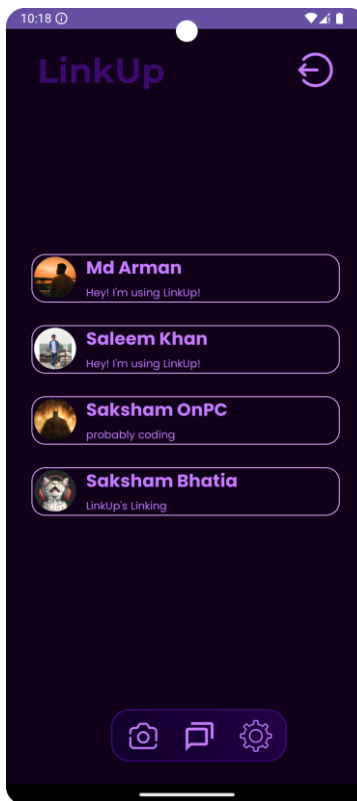 10:18
LinkUp
Md Arman
Hey! I'm using LinkUp!
Saleem Khan
Hey! I'm using LinkUp!
Saksham OnPC
probably coding
Saksham Bhatia
LinkUp's Linking